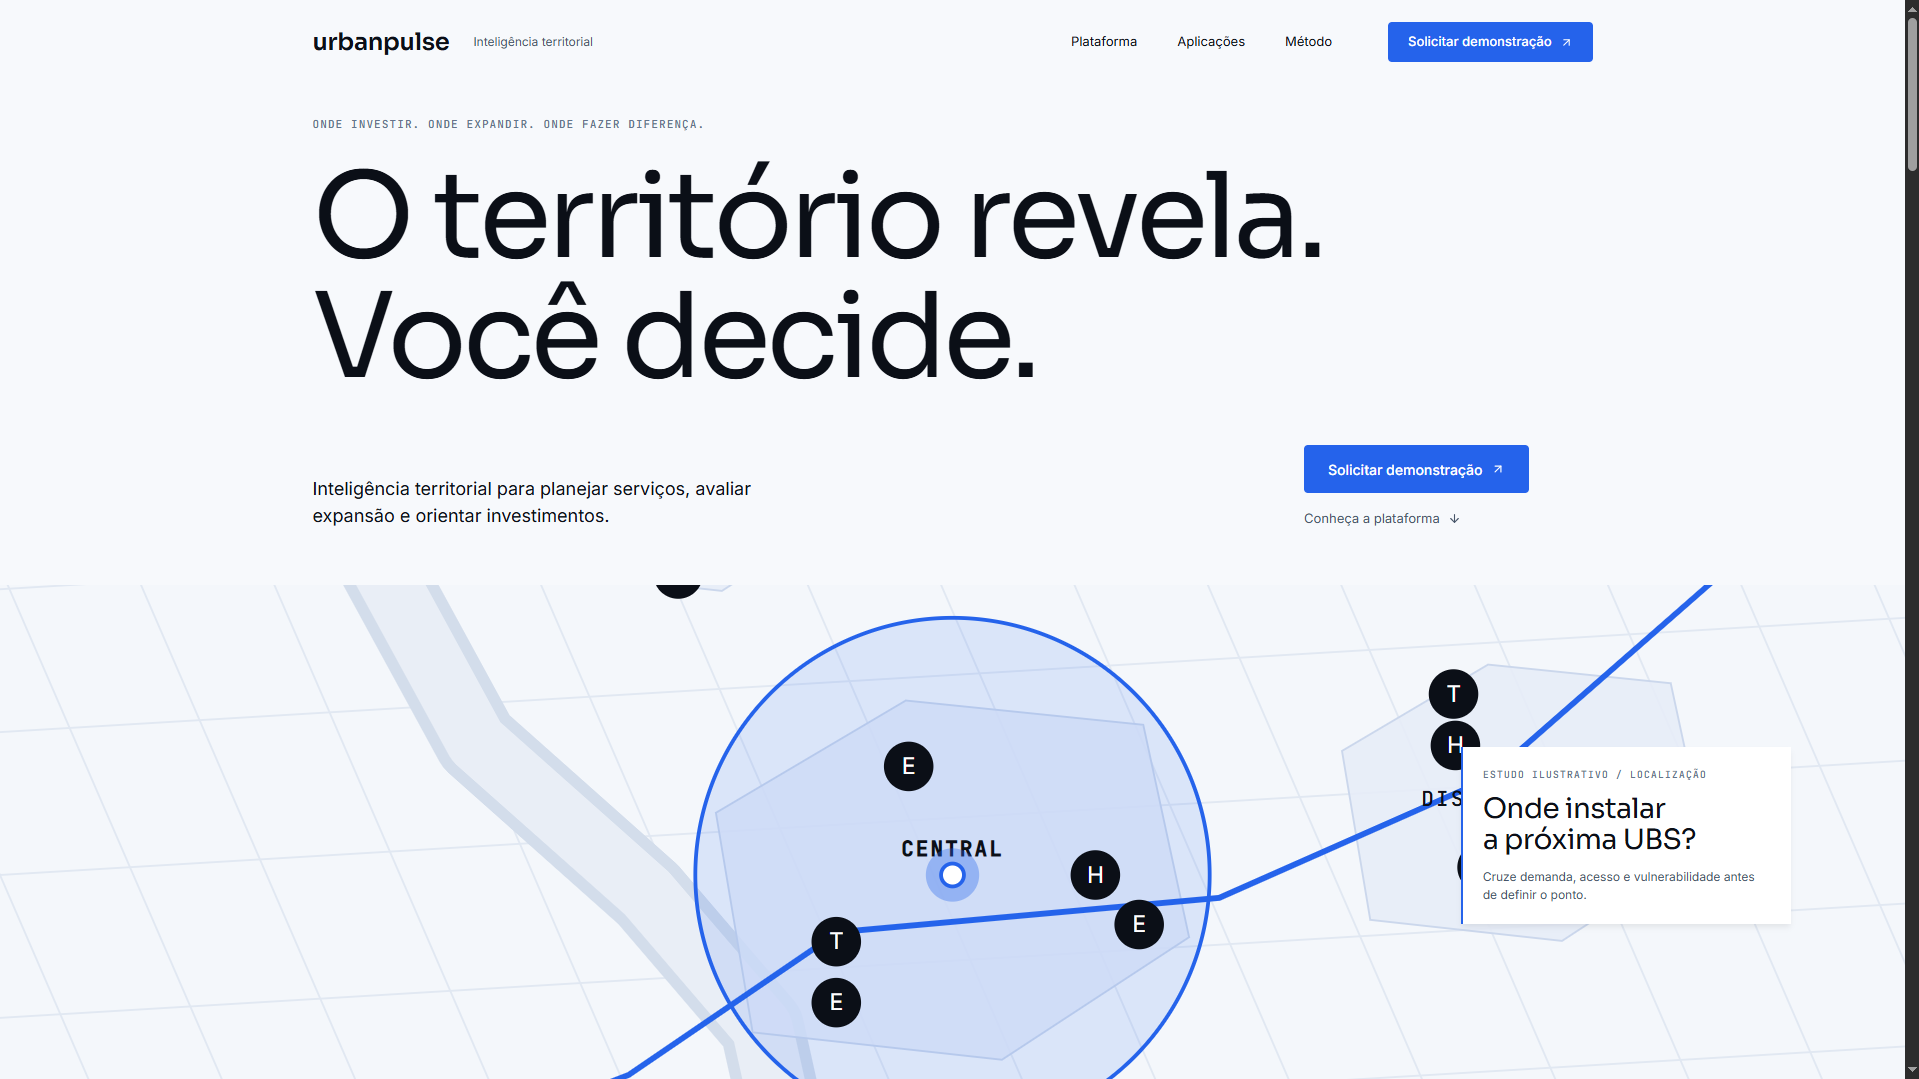 urbanpulse
Inteligência territorial
Plataforma
Aplicações
Método
Solicitar demonstração
ONDE INVESTIR. ONDE EXPANDIR. ONDE FAZER DIFERENÇA.
O território revela.
Você decide.
Inteligência territorial para planejar serviços, avaliar
expansão e orientar investimentos.
Solicitar demonstração
Conheça a plataforma
T
H
E
DIS
CENTRAL
H
E
T
E
ESTUDO ILUSTRATIVO / LOCALIZAÇÃO
Onde instalar
a próxima UBS?
Cruze demanda, acesso e vulnerabilidade antes
de definir o ponto.